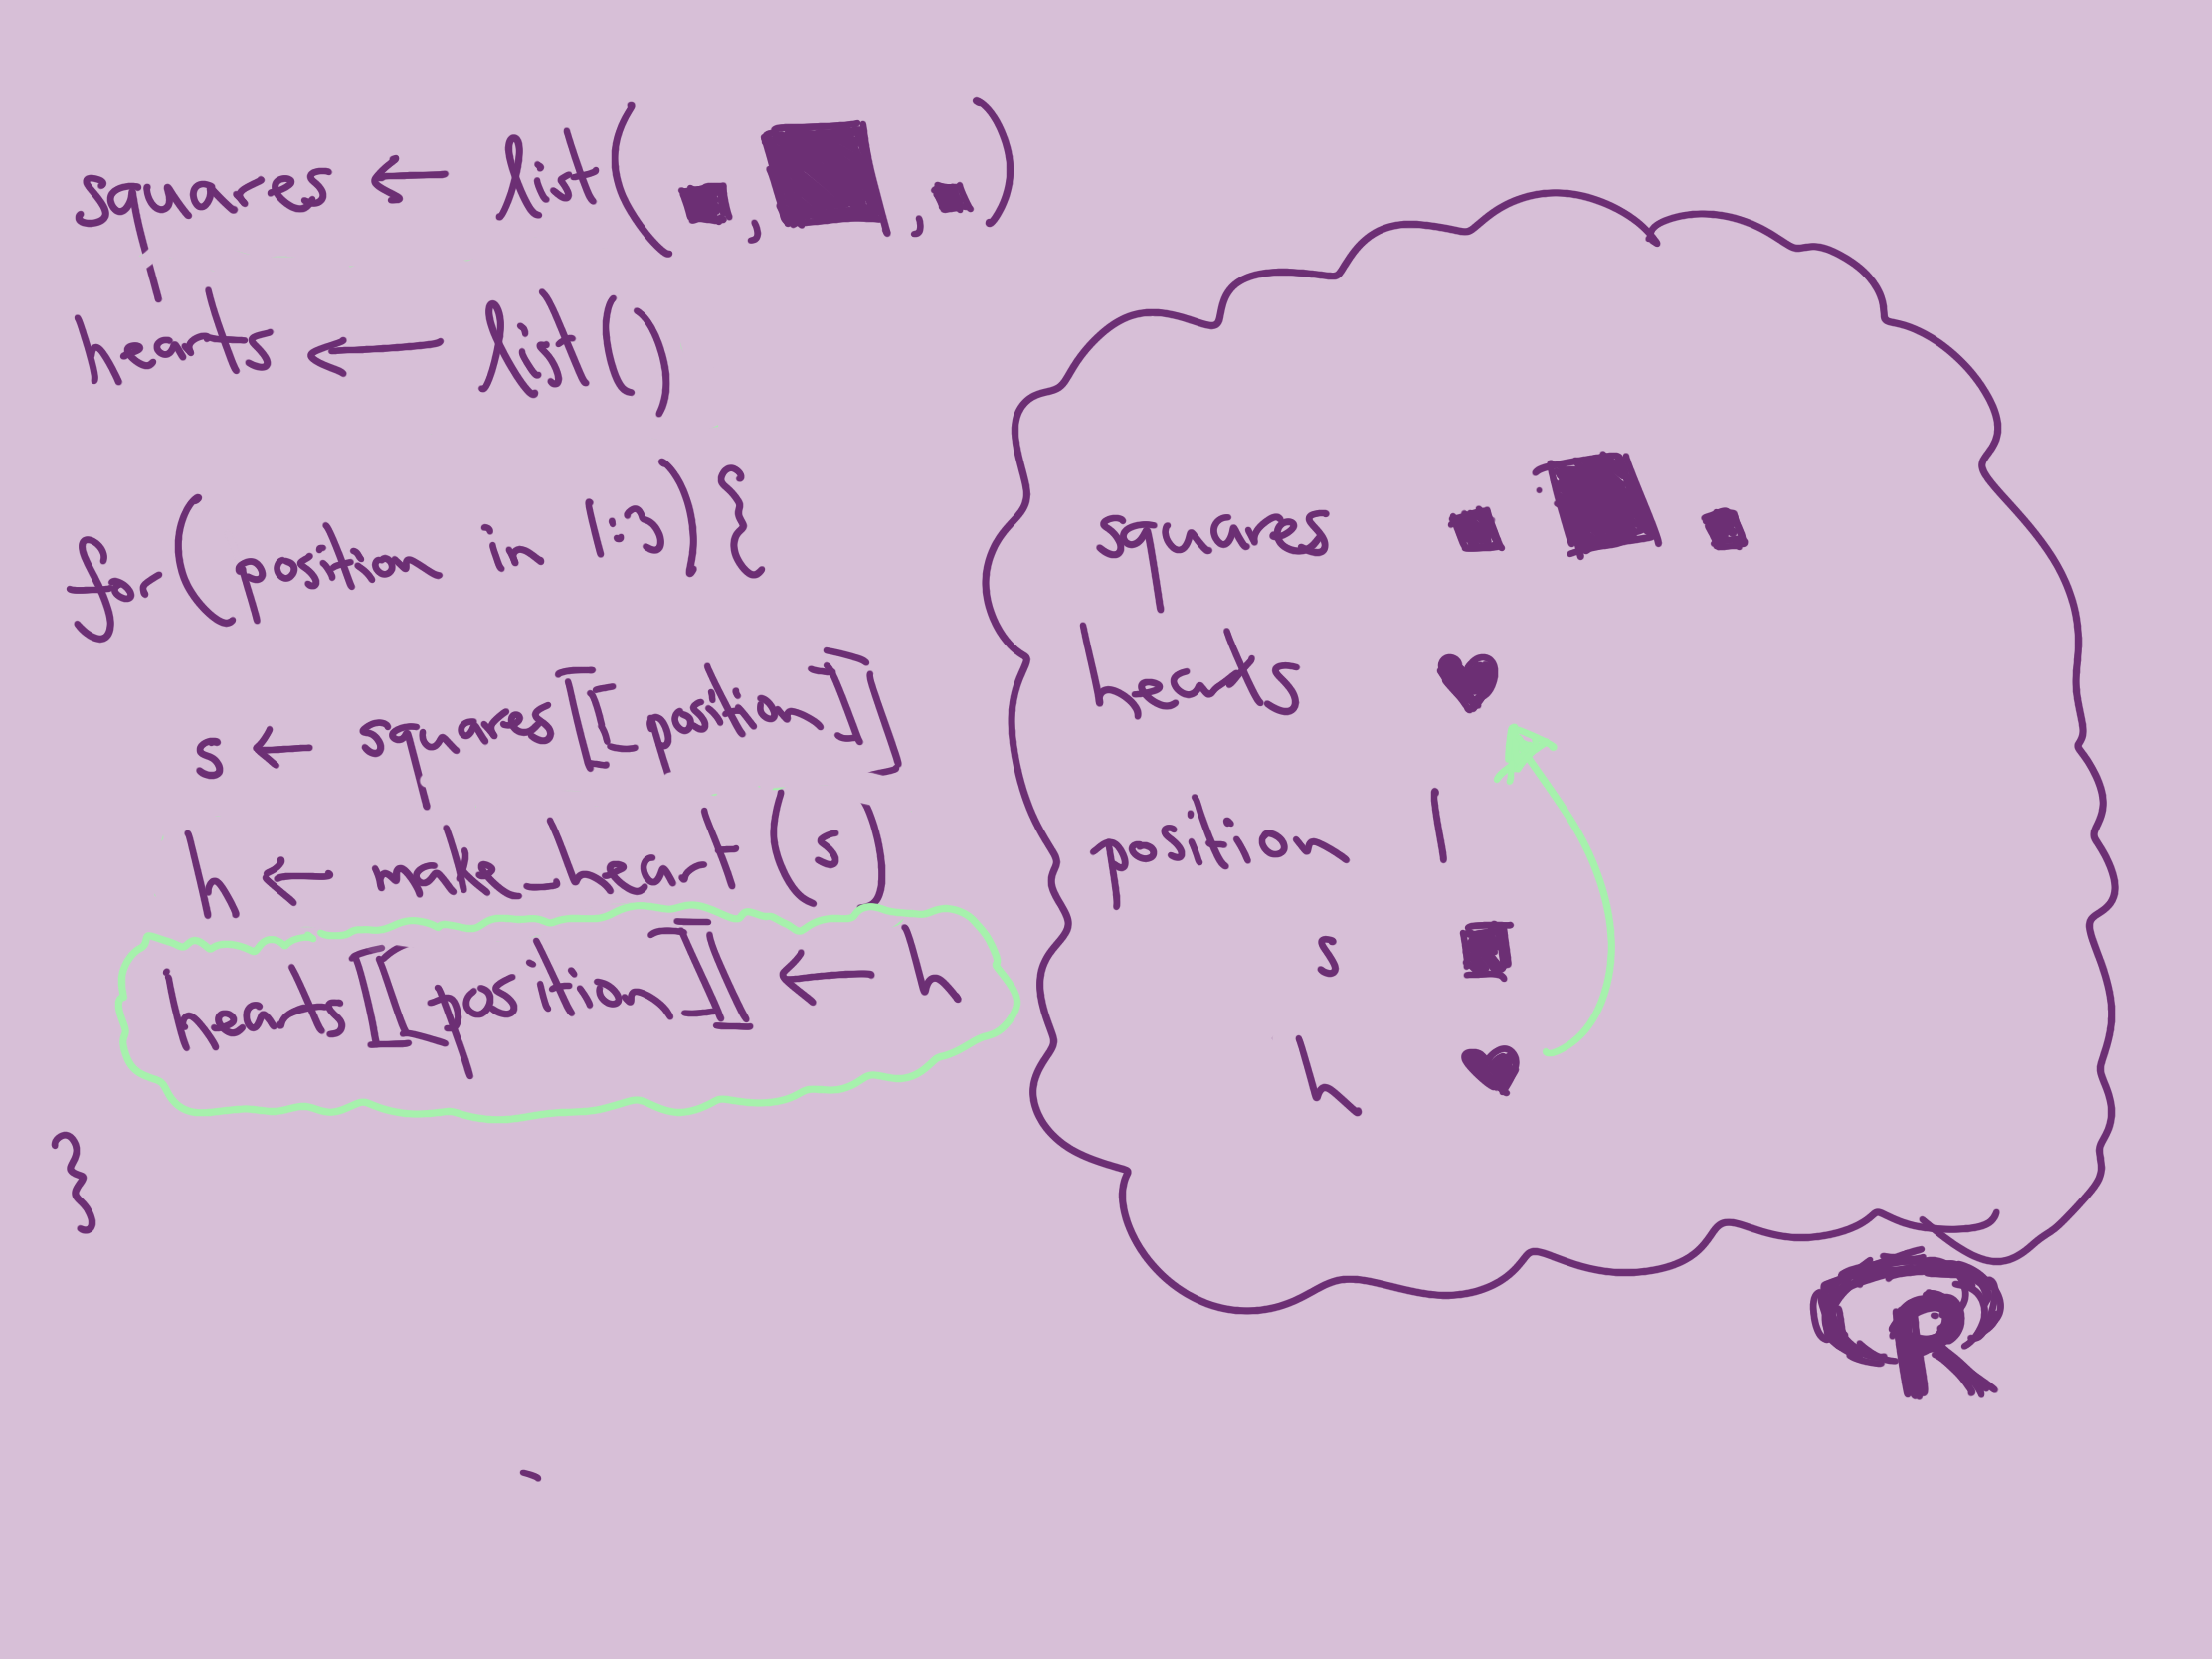 squares ← list( ■ , ■ , ■ )
hearts ← list()
for (position in 1:3) {
s ← squares[[position]]
h ← make_heart(s)
hearts[[position]] ← h
}
squares ■ ■ ■
hearts ♥
position 1
s ■
h ♥
R